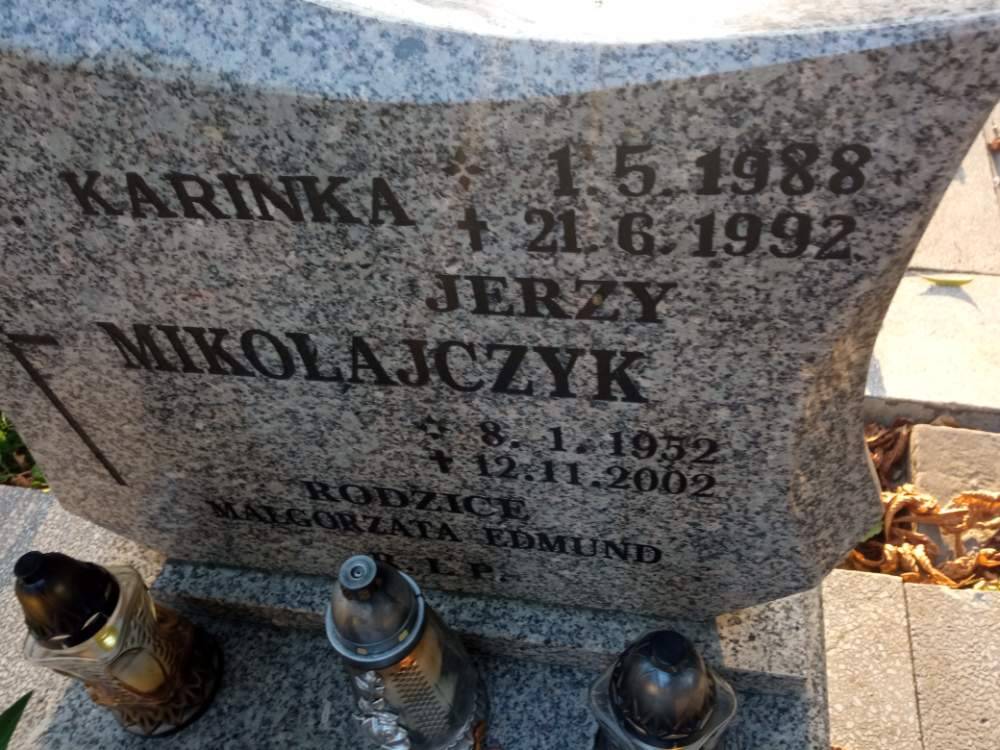 KARINKA * 1. 5. 1988
† 21. 6. 1992.
JERZY
MIKOŁAJCZYK
* 8. 1. 1952
† 12.11.2002
RODZICE
MAŁGORZATA EDMUND
R. I. P.